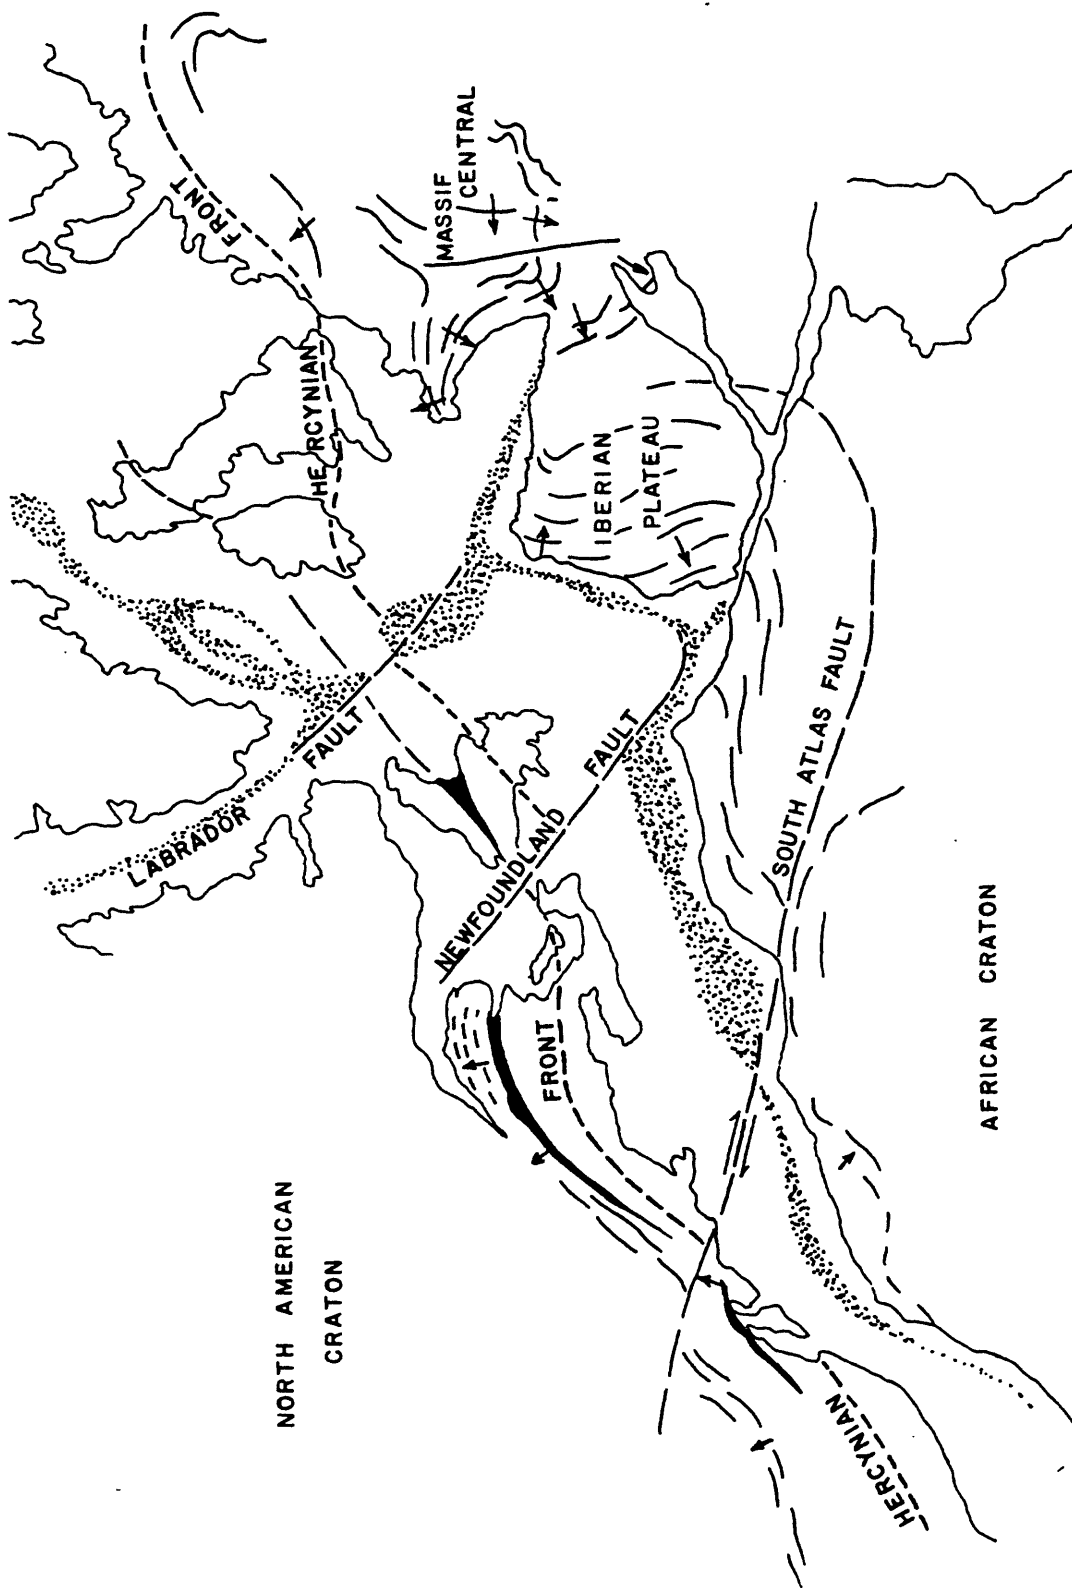 FRONT
MASSIF
CENTRAL
HERCYNIAN
IBERIAN
PLATEAU
LABRADOR
FAULT
NEWFOUNDLAND
FAULT
SOUTH ATLAS FAULT
FRONT
AFRICAN CRATON
NORTH AMERICAN
CRATON
HERCYNIAN